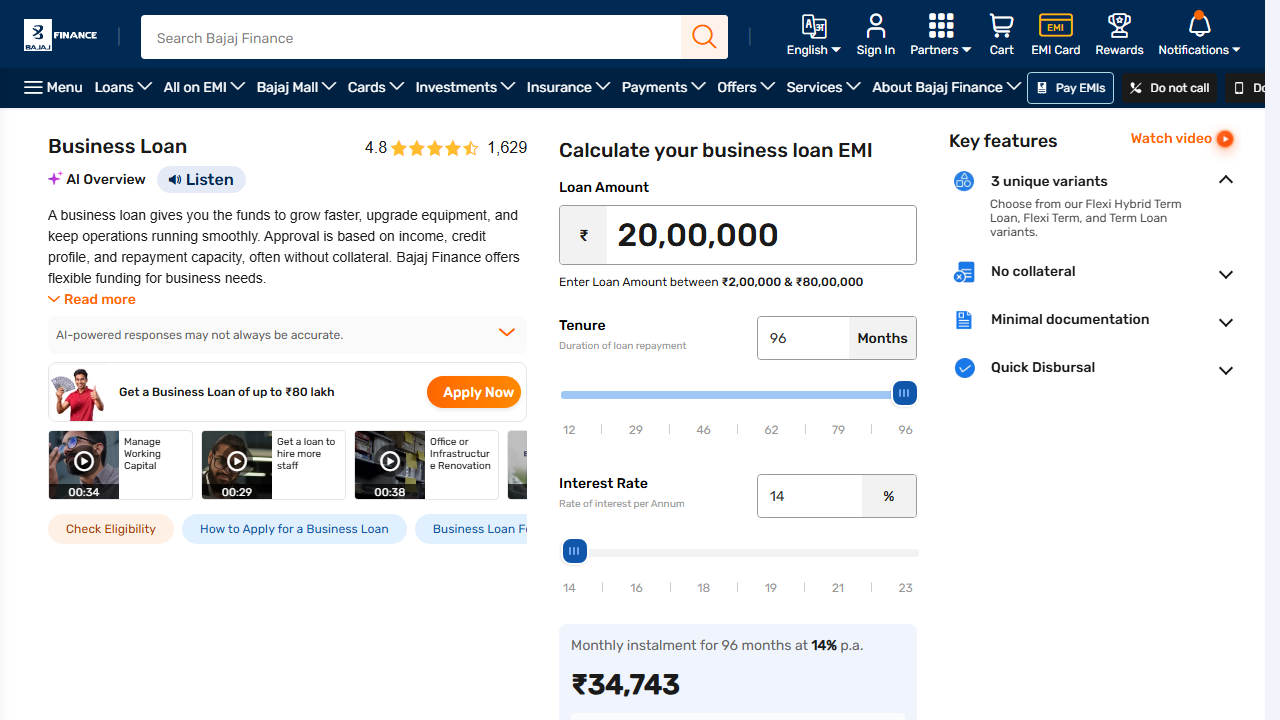 BAJAJ
FINANCE
Search Bajaj Finance
English
Sign In
Partners
Cart
EMI
EMI Card
Rewards
Notifications
Menu
Loans
All on EMI
Bajaj Mall
Cards
Investments
Insurance
Payments
Offers
Services
About Bajaj Finance
Pay EMIs
Do not call
Business Loan
4.8
1,629
AI Overview
Listen
A business loan gives you the funds to grow faster, upgrade equipment, and
keep operations running smoothly. Approval is based on income, credit
profile, and repayment capacity, often without collateral. Bajaj Finance offers
flexible funding for business needs.
Read more
AI-powered responses may not always be accurate.
Get a Business Loan of up to ₹80 lakh
Apply Now
00:34
Manage
Working
Capital
00:29
Get a loan to
hire more
staff
00:38
Office or
Infrastructur
e Renovation
Check Eligibility
How to Apply for a Business Loan
Business Loan
Calculate your business loan EMI
Loan Amount
₹
20,00,000
Enter Loan Amount between ₹2,00,000 & ₹80,00,000
Tenure
Duration of loan repayment
96
Months
12
29
46
62
79
96
Interest Rate
Rate of interest per Annum
14
%
14
16
18
19
21
23
Monthly instalment for 96 months at 14% p.a.
₹34,743
Key features
Watch video
3 unique variants
Choose from our Flexi Hybrid Term
Loan, Flexi Term, and Term Loan
variants.
No collateral
Minimal documentation
Quick Disbursal